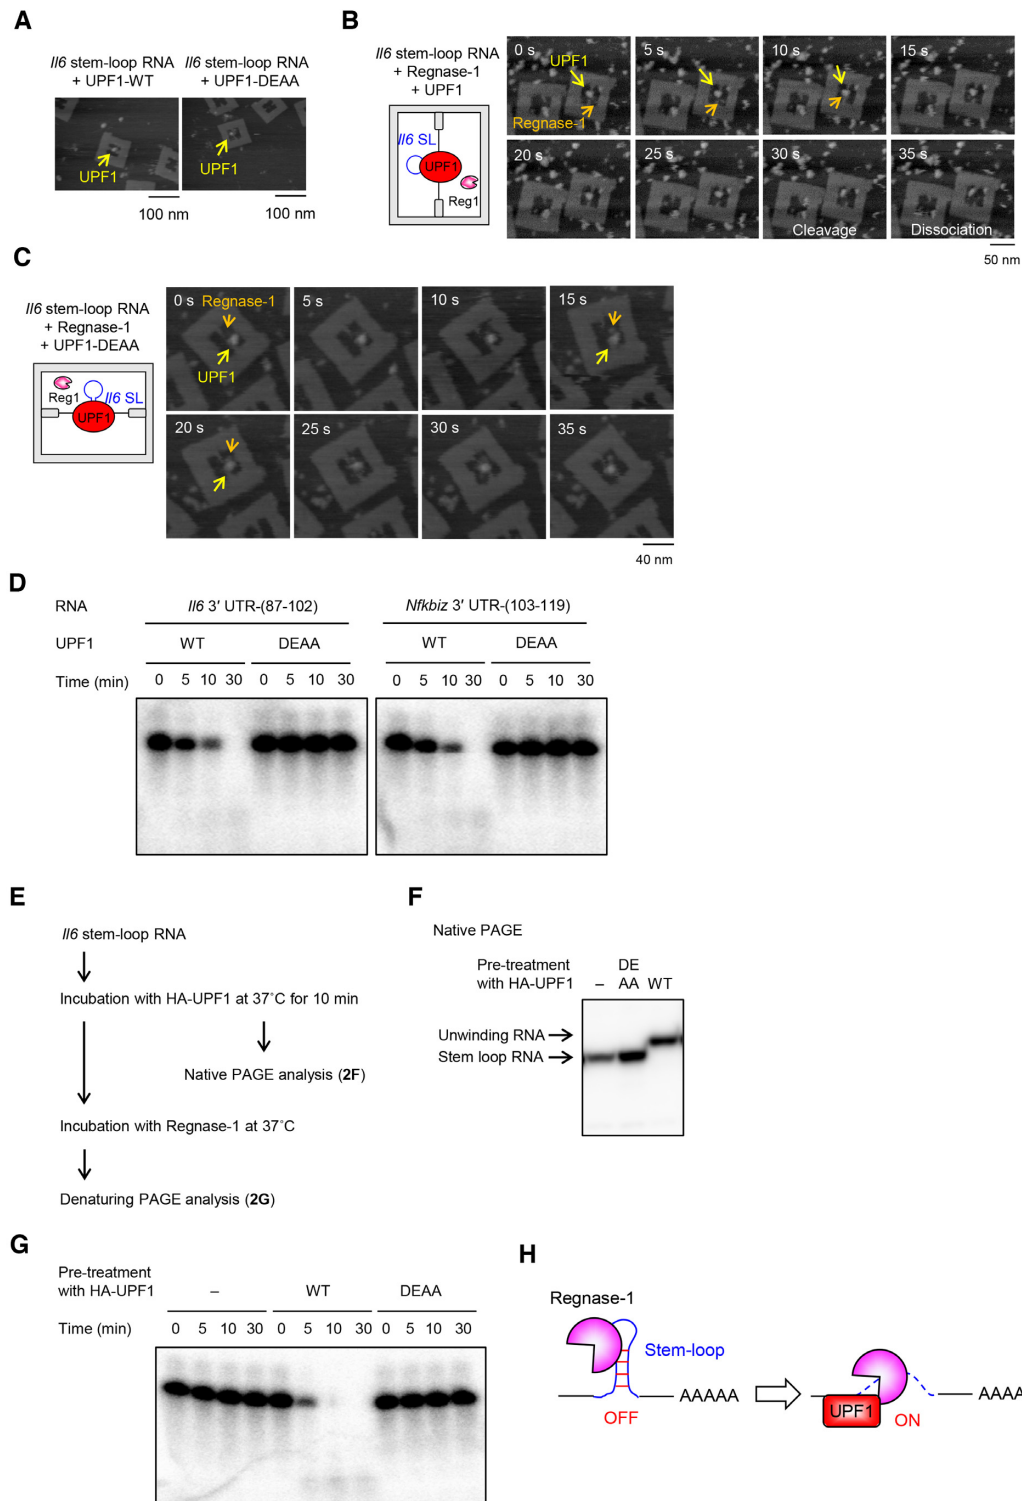 A
Il6 stem-loop RNA
+ UPF1-WT
Il6 stem-loop RNA
+ UPF1-DEAA
UPF1
UPF1
100 nm
100 nm
B
Il6 stem-loop RNA
+ Regnase-1
+ UPF1
Il6 SL
UPF1
Reg1
0 s
UPF1
Regnase-1
5 s
10 s
15 s
20 s
25 s
30 s
Cleavage
35 s
Dissociation
50 nm
C
Il6 stem-loop RNA
+ Regnase-1
+ UPF1-DEAA
Reg1
Il6 SL
UPF1
0 s
Regnase-1
UPF1
5 s
10 s
15 s
20 s
25 s
30 s
35 s
40 nm
D
RNA
Il6 3′ UTR-(87-102)
Nfkbiz 3′ UTR-(103-119)
UPF1
WT
DEAA
WT
DEAA
Time (min)
0 5 10 30 0 5 10 30
0 5 10 30 0 5 10 30
E
Il6 stem-loop RNA
Incubation with HA-UPF1 at 37˚C for 10 min
Native PAGE analysis (2F)
Incubation with Regnase-1 at 37˚C
Denaturing PAGE analysis (2G)
F
Native PAGE
Pre-treatment
with HA-UPF1
–
DE
AA
WT
Unwinding RNA
Stem loop RNA
G
Pre-treatment
with HA-UPF1
–
WT
DEAA
Time (min)
0 5 10 30 0 5 10 30 0 5 10 30
H
Regnase-1
Stem-loop
AAAAA
OFF
UPF1
ON
AAAA